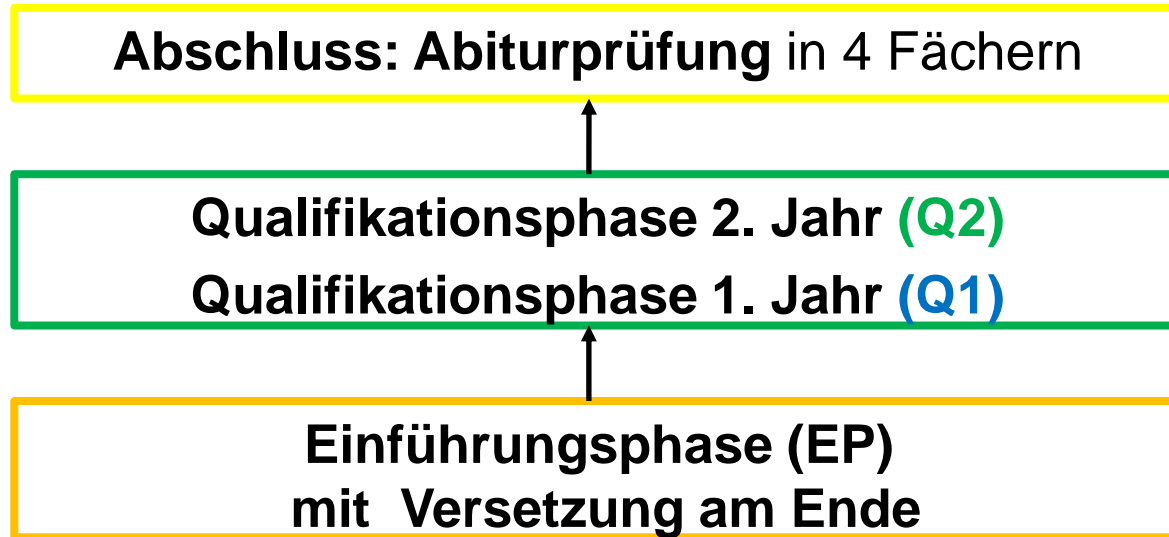 Abschluss: Abiturprüfung in 4 Fächern
Qualifikationsphase 2. Jahr (Q2)
Qualifikationsphase 1. Jahr (Q1)
Einführungsphase (EP)
mit Versetzung am Ende